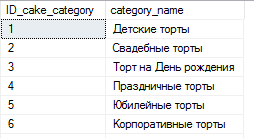 ID_cake_category category_name
1 Детские торты
2 Свадебные торты
3 Торт на День рождения
4 Праздничные торты
5 Юбилейные торты
6 Корпоративные торты